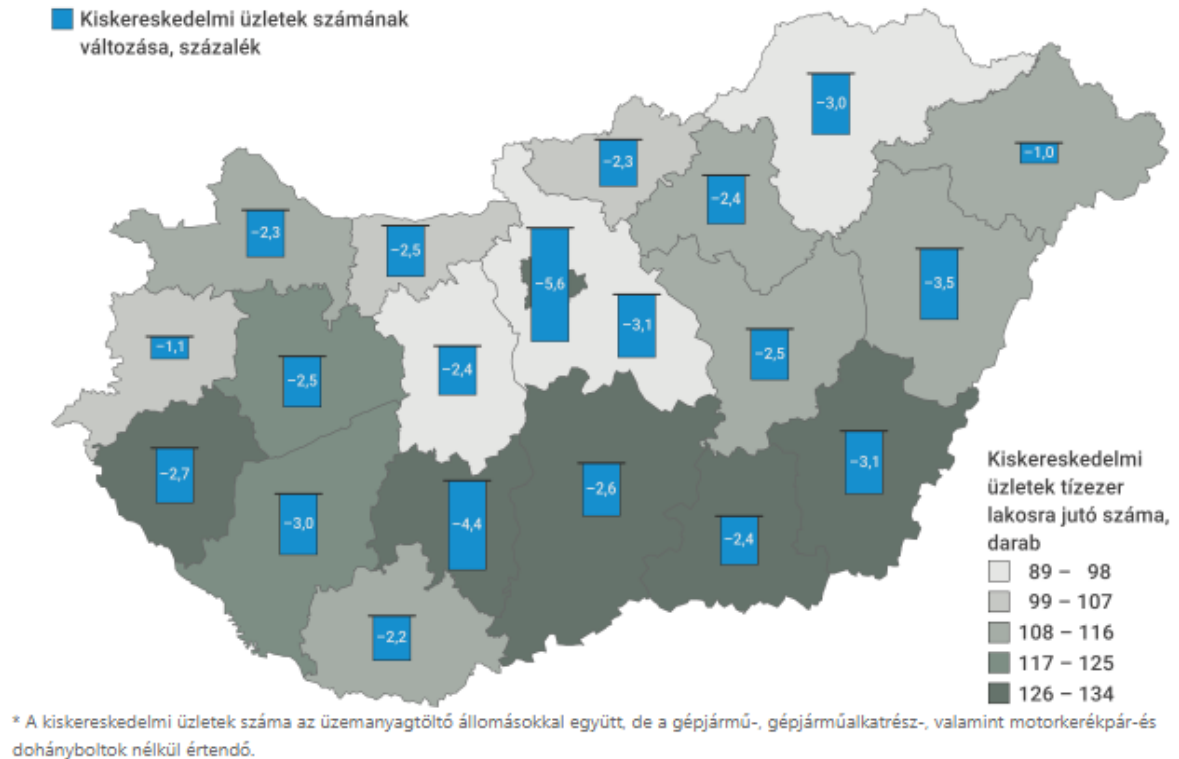 Kiskereskedelmi üzletek számának
változása, százalék
−3,0
−1,0
−2,3
−2,4
−2,3
−2,5
−5,6
−3,5
−3,1
−1,1
−2,5
−2,4
−2,5
−2,7
−3,1
−2,6
−3,0
−4,4
−2,4
−2,2
Kiskereskedelmi
üzletek tízezer
lakosra jutó száma,
darab
89 – 98
99 – 107
108 – 116
117 – 125
126 – 134
* A kiskereskedelmi üzletek száma az üzemanyagtöltő állomásokkal együtt, de a gépjármű-, gépjárműalkatrész-, valamint motorkerékpár-és
dohányboltok nélkül értendő.